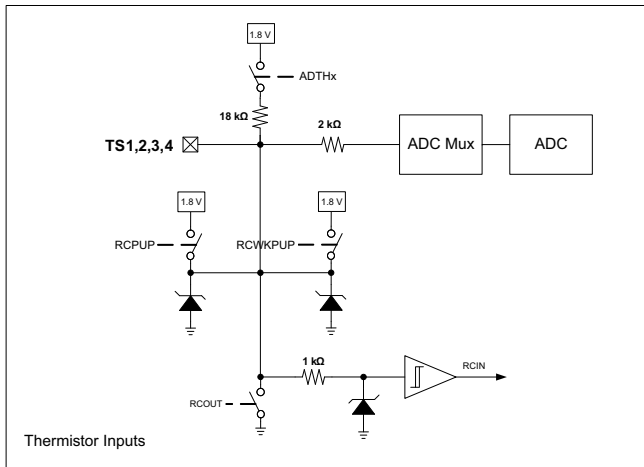 1.8 V
ADTHx
18 kΩ
2 kΩ
TS1,2,3,4
ADC Mux
ADC
1.8 V
1.8 V
RCPUP
RCWKPUP
1 kΩ
RCIN
RCOUT
Thermistor Inputs